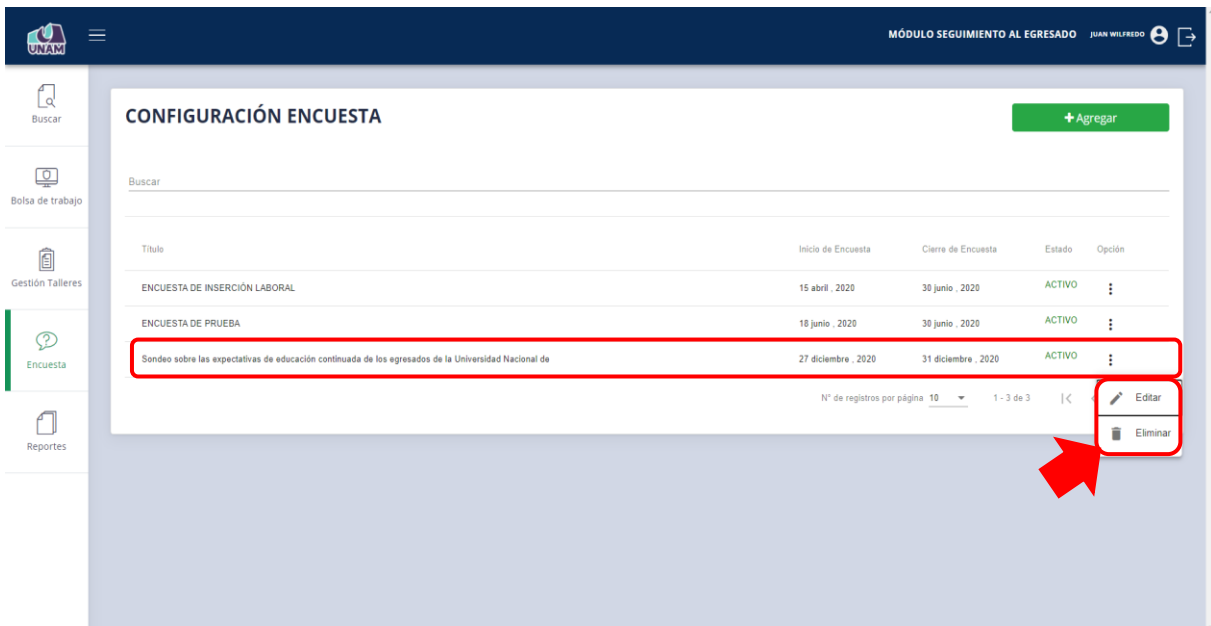 UNAM
MÓDULO SEGUIMIENTO AL EGRESADO JUAN WILFREDO
Buscar
Bolsa de trabajo
Gestión Talleres
Encuesta
Reportes
CONFIGURACIÓN ENCUESTA
Agregar
Buscar
Título Inicio de Encuesta Cierre de Encuesta Estado Opción
ENCUESTA DE INSERCIÓN LABORAL 15 abril , 2020 30 junio , 2020 ACTIVO
ENCUESTA DE PRUEBA 18 junio , 2020 30 junio , 2020 ACTIVO
Sondeo sobre las expectativas de educación continuada de los egresados de la Universidad Nacional de 27 diciembre , 2020 31 diciembre , 2020 ACTIVO
N° de registros por página 10 1 - 3 de 3
Editar
Eliminar